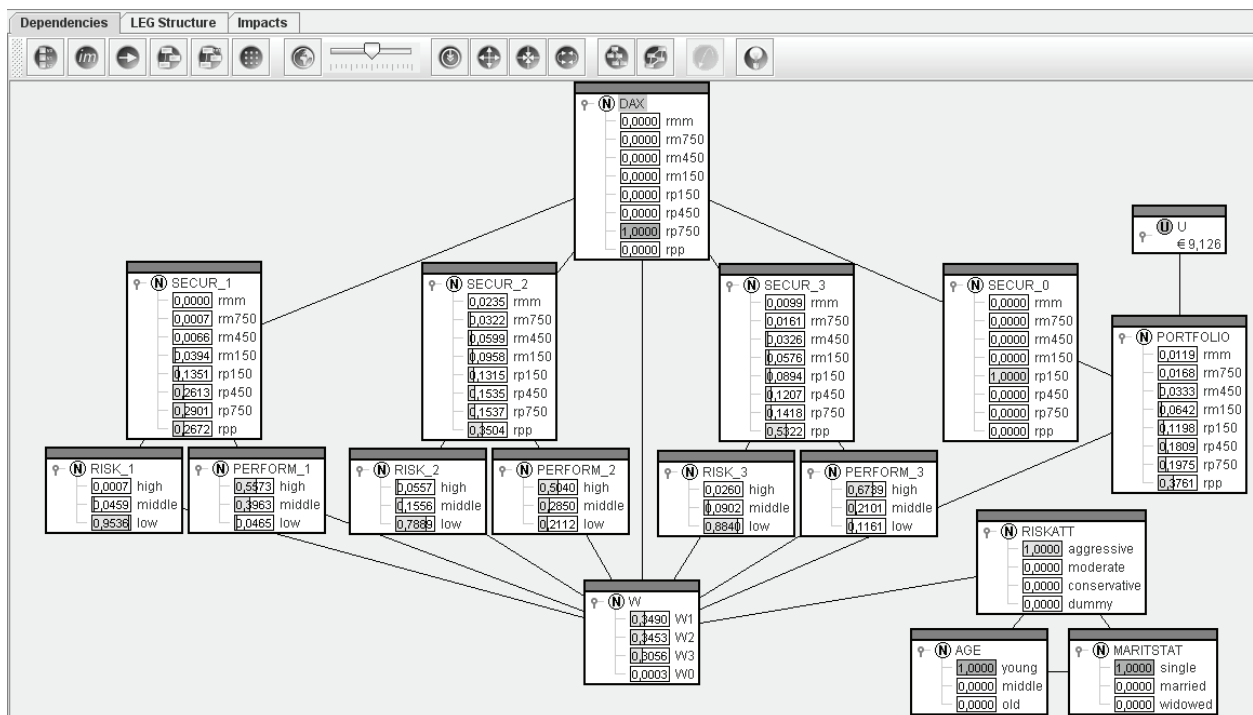 Dependencies LEG Structure Impacts
im
N DAX
0,0000 rmm
0,0000 rm750
0,0000 rm450
0,0000 rm150
0,0000 rp150
0,0000 rp450
1,0000 rp750
0,0000 rpp
U U
€ 9,126
N SECUR_1
0,0000 rmm
0,0007 rm750
0,0066 rm450
0,0394 rm150
0,1351 rp150
0,2613 rp450
0,2901 rp750
0,2672 rpp
N SECUR_2
0,0235 rmm
0,0322 rm750
0,0599 rm450
0,0958 rm150
0,1315 rp150
0,1535 rp450
0,1537 rp750
0,3504 rpp
N SECUR_3
0,0099 rmm
0,0161 rm750
0,0326 rm450
0,0576 rm150
0,0894 rp150
0,1207 rp450
0,1418 rp750
0,5322 rpp
N SECUR_0
0,0000 rmm
0,0000 rm750
0,0000 rm450
0,0000 rm150
1,0000 rp150
0,0000 rp450
0,0000 rp750
0,0000 rpp
N PORTFOLIO
0,0119 rmm
0,0168 rm750
0,0333 rm450
0,0642 rm150
0,1198 rp150
0,1809 rp450
0,1975 rp750
0,3761 rpp
N RISK_1
0,0007 high
0,0459 middle
0,9536 low
N PERFORM_1
0,5573 high
0,3963 middle
0,0465 low
N RISK_2
0,0557 high
0,1556 middle
0,7889 low
N PERFORM_2
0,5040 high
0,2850 middle
0,2112 low
N RISK_3
0,0260 high
0,0902 middle
0,8840 low
N PERFORM_3
0,6739 high
0,2101 middle
0,1161 low
N RISKATT
1,0000 aggressive
0,0000 moderate
0,0000 conservative
0,0000 dummy
N W
0,3490 W1
0,3453 W2
0,3056 W3
0,0003 W0
N AGE
1,0000 young
0,0000 middle
0,0000 old
N MARITSTAT
1,0000 single
0,0000 married
0,0000 widowed